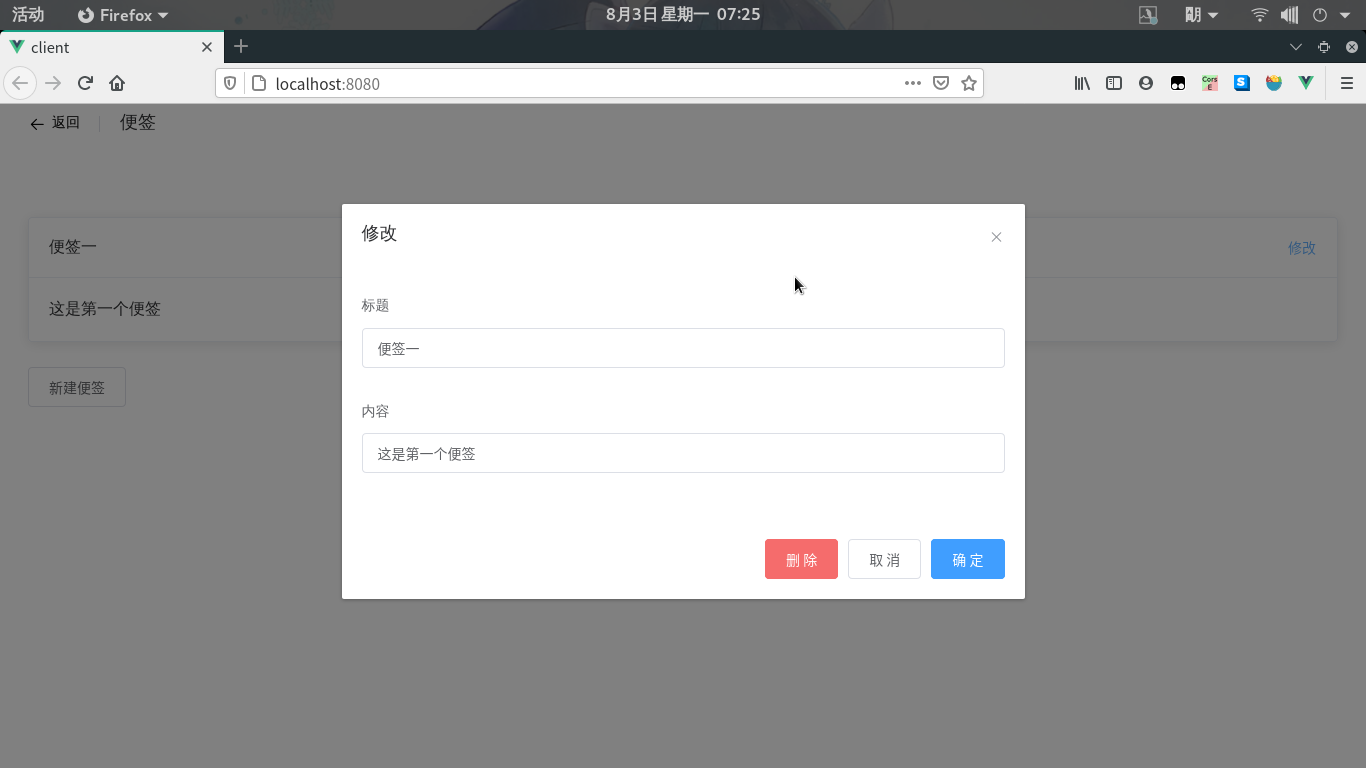 活动 Firefox 8月3日 星期一 07:25
client
localhost:8080
返回 便签
修改
便签一 修改
标题
这是第一个便签
便签一
新建便签
内容
这是第一个便签
删 除 取 消 确 定